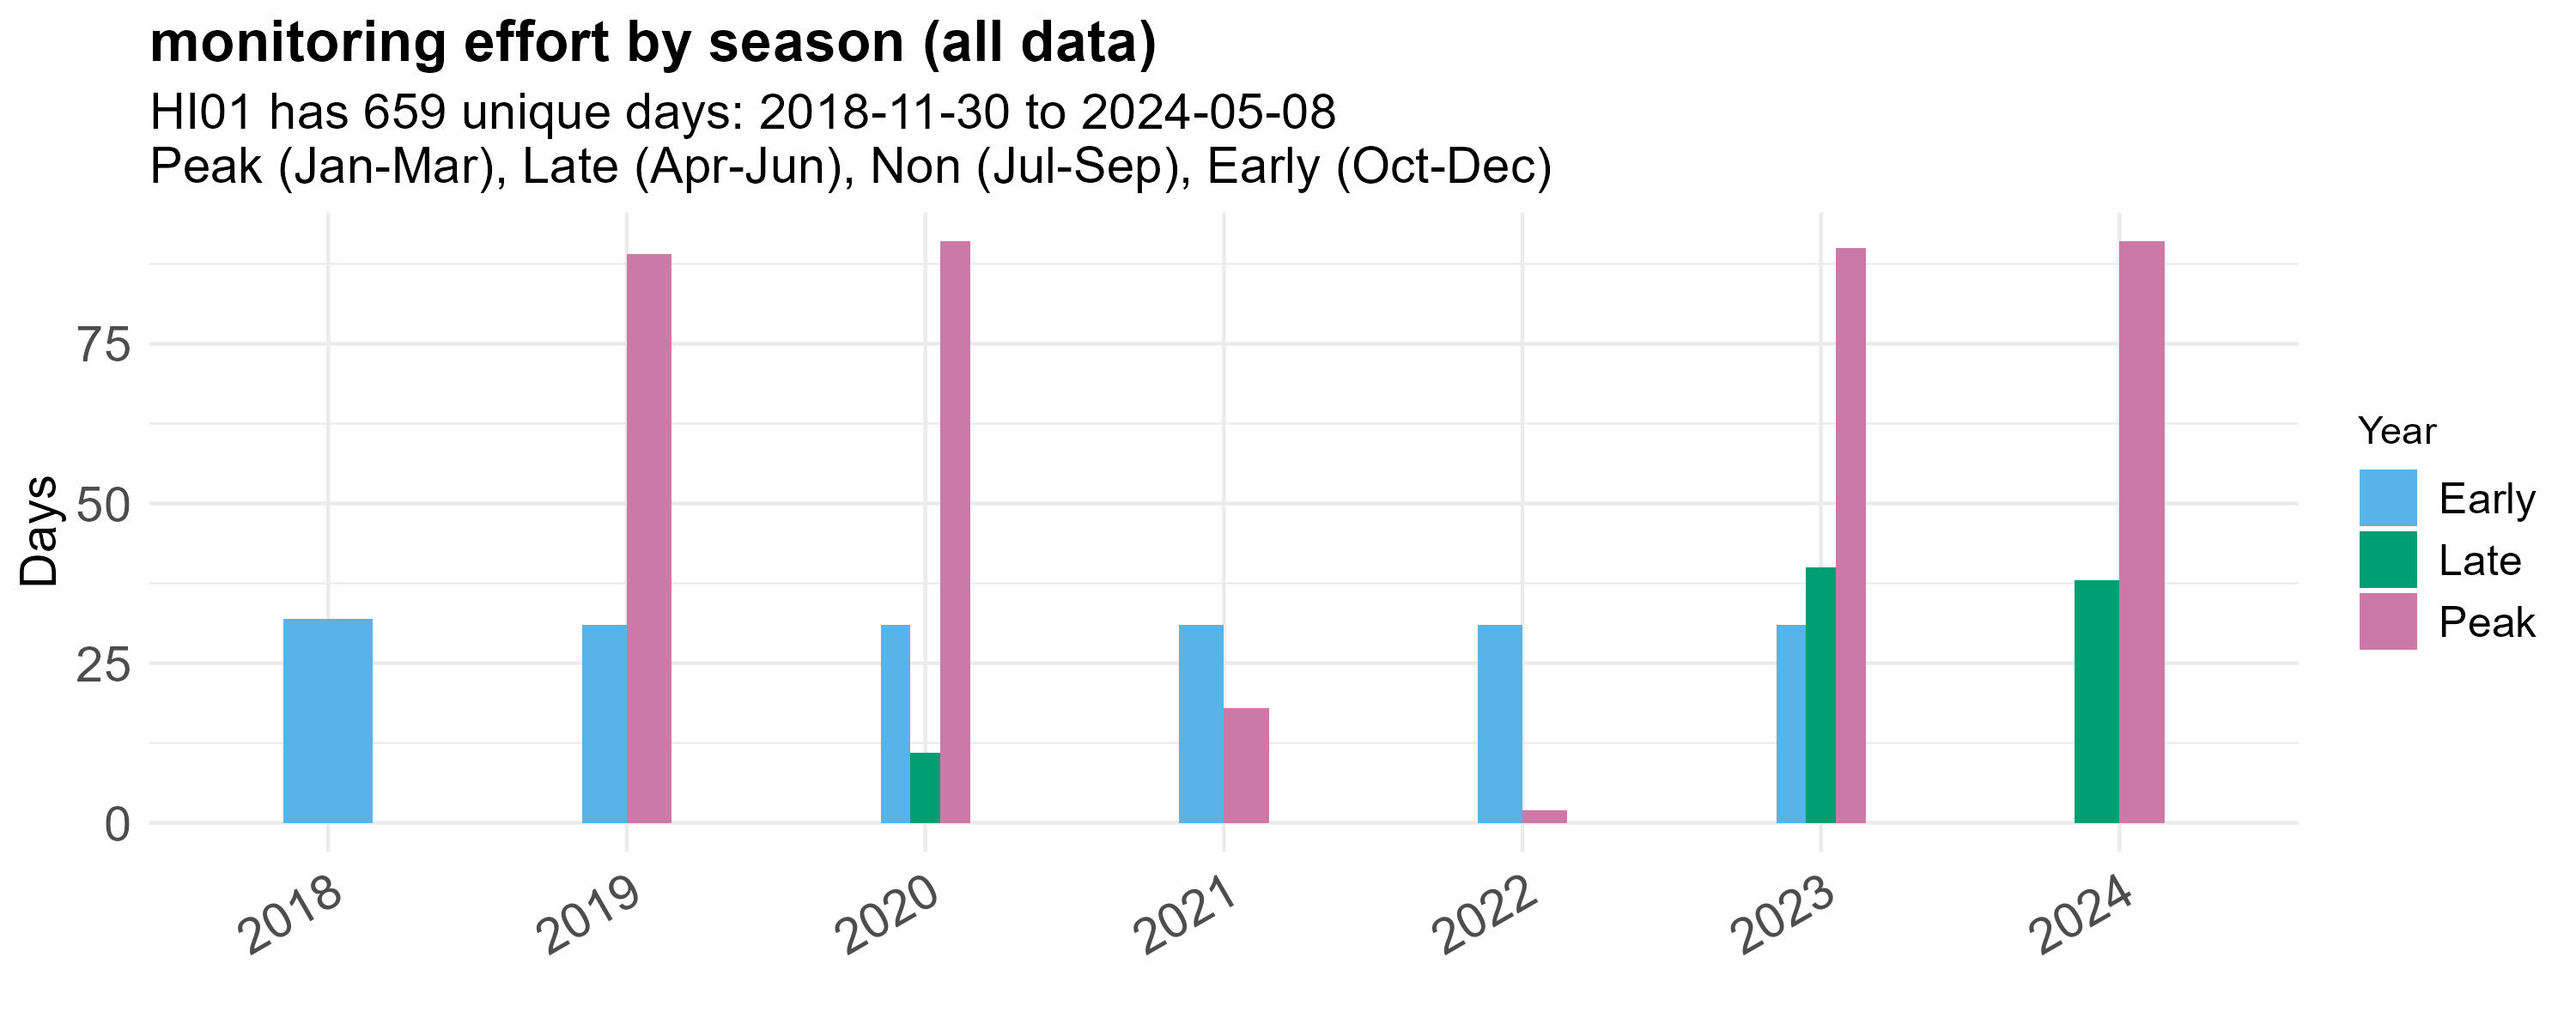 monitoring effort by season (all data)
HI01 has 659 unique days: 2018-11-30 to 2024-05-08
Peak (Jan-Mar), Late (Apr-Jun), Non (Jul-Sep), Early (Oct-Dec)
Days
75
50
25
0
2018
2019
2020
2021
2022
2023
2024
Year
Early
Late
Peak